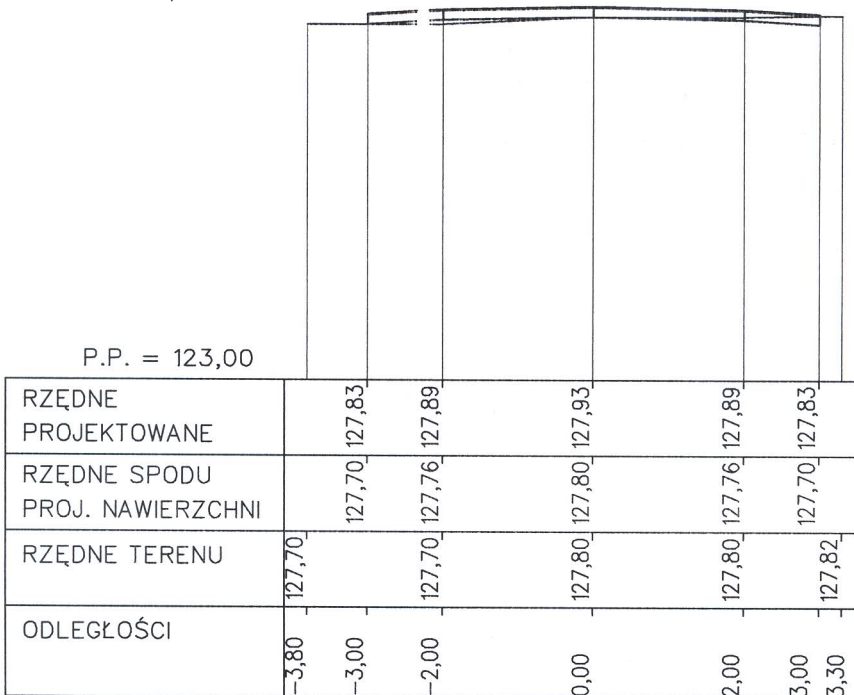 P.P. = 123,00
RZĘDNE PROJEKTOWANE 127,83 127,89 127,93 127,89 127,83
RZĘDNE SPODU PROJ. NAWIERZCHNI 127,70 127,76 127,80 127,76 127,70
RZĘDNE TERENU 127,70 127,70 127,80 127,80 127,82
ODLEGŁOŚCI -3,80 -3,00 -2,00 0,00 2,00 3,00 3,30